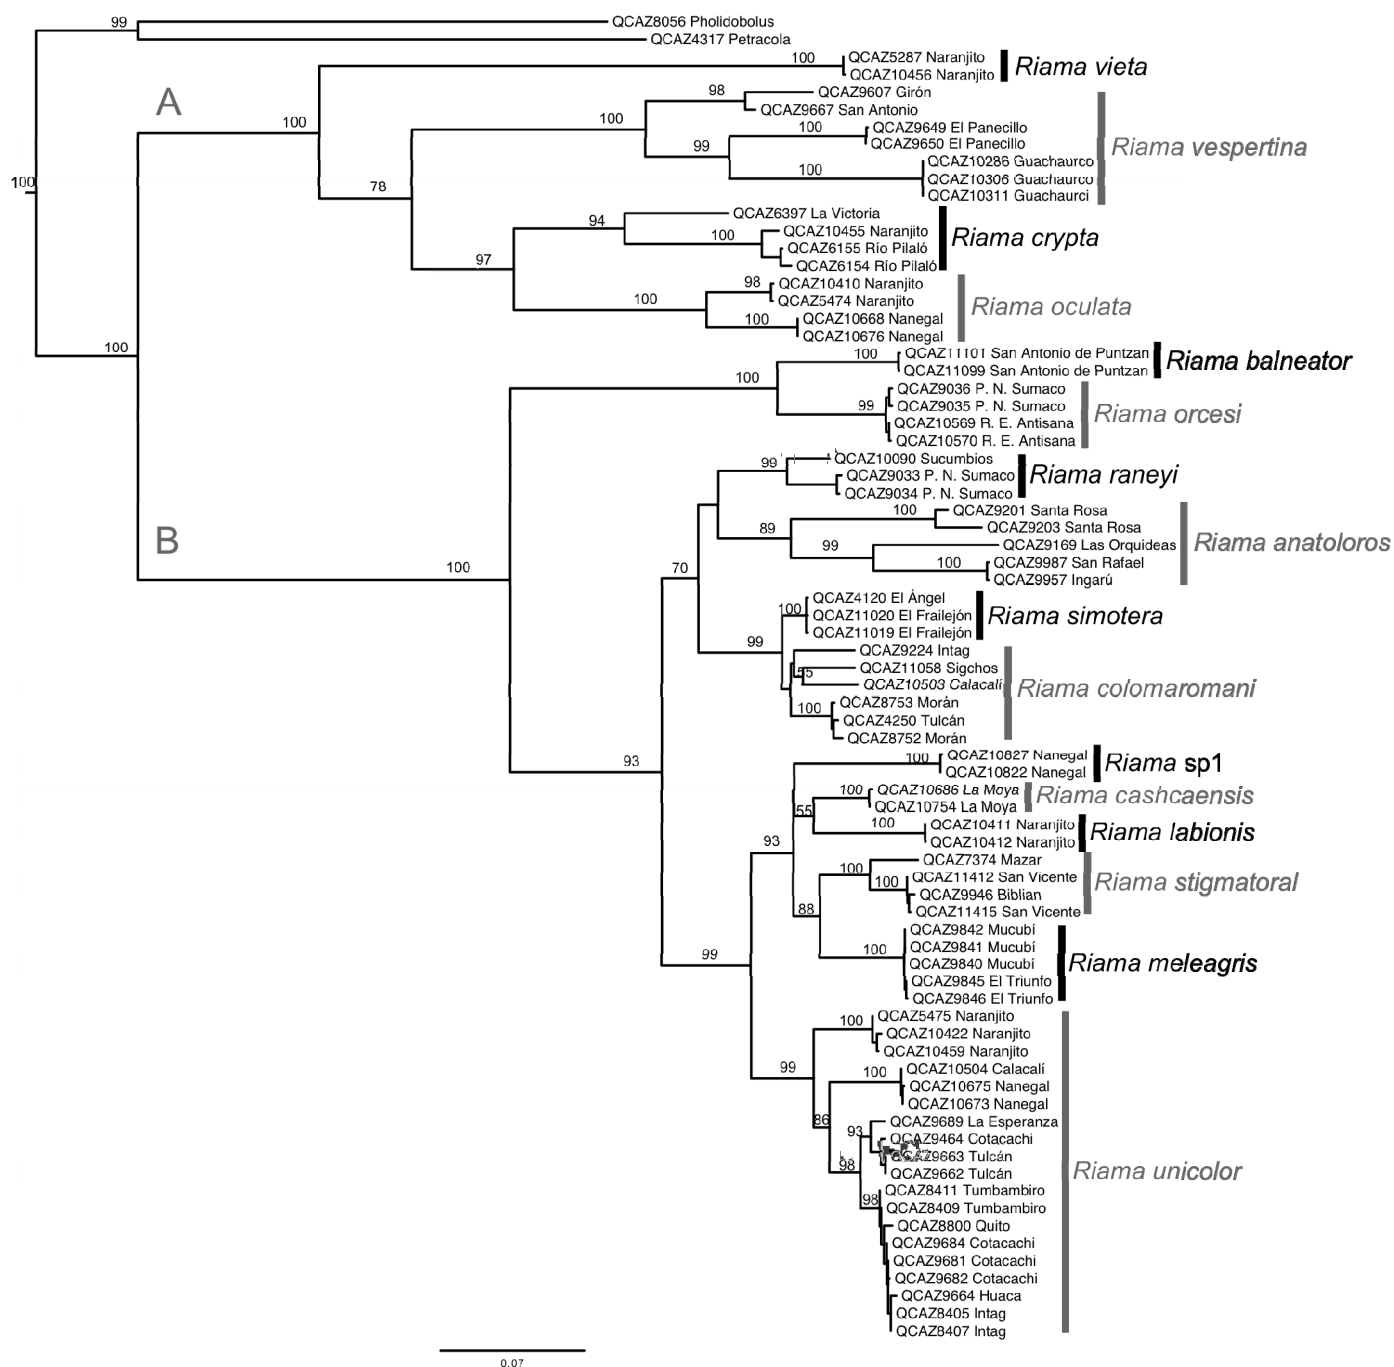 99
QCAZ8056 Pholidobolus
QCAZ4317 Petracola
100
QCAZ5287 Naranjito
QCAZ10456 Naranjito
Riama vieta
A
98
QCAZ9607 Girón
QCAZ9667 San Antonio
100
100
100
QCAZ9649 El Panecillo
QCAZ9650 El Panecillo
99
Riama vespertina
100
QCAZ10286 Guachaurco
QCAZ10306 Guachaurco
QCAZ10311 Guachaurci
100
78
94
QCAZ6397 La Victoria
100
QCAZ10455 Naranjito
QCAZ6155 Río Pilaló
QCAZ6154 Río Pilaló
Riama crypta
97
98
QCAZ10410 Naranjito
QCAZ5474 Naranjito
100
100
QCAZ10668 Nanegal
QCAZ10676 Nanegal
Riama oculata
100
100
QCAZ11101 San Antonio de Puntzan
QCAZ11099 San Antonio de Puntzan
Riama balneator
100
99
QCAZ9036 P. N. Sumaco
QCAZ9035 P. N. Sumaco
QCAZ10569 R. E. Antisana
QCAZ10570 R. E. Antisana
Riama orcesi
99
QCAZ10090 Sucumbios
QCAZ9033 P. N. Sumaco
QCAZ9034 P. N. Sumaco
Riama raneyi
B
100
QCAZ9201 Santa Rosa
QCAZ9203 Santa Rosa
89
99
QCAZ9169 Las Orquideas
100
QCAZ9987 San Rafael
QCAZ9957 Ingarú
Riama anatoloros
100
70
100
QCAZ4120 El Ángel
QCAZ11020 El Frailejón
QCAZ11019 El Frailejón
Riama simotera
99
QCAZ9224 Intag
QCAZ11058 Sigchos
55
QCAZ10503 Calacalí
100
QCAZ8753 Morán
QCAZ4250 Tulcán
QCAZ8752 Morán
Riama colomaromani
93
100
QCAZ10827 Nanegal
QCAZ10822 Nanegal
Riama sp1
100
QCAZ10686 La Moya
QCAZ10754 La Moya
Riama cashcaensis
55
100
QCAZ10411 Naranjito
QCAZ10412 Naranjito
Riama labionis
93
100
QCAZ7374 Mazar
100
QCAZ11412 San Vicente
QCAZ9946 Biblian
QCAZ11415 San Vicente
Riama stigmatoral
88
100
QCAZ9842 Mucubí
QCAZ9841 Mucubí
QCAZ9840 Mucubí
QCAZ9845 El Triunfo
QCAZ9846 El Triunfo
Riama meleagris
99
100
QCAZ5475 Naranjito
QCAZ10422 Naranjito
QCAZ10459 Naranjito
99
100
QCAZ10504 Calacalí
QCAZ10675 Nanegal
QCAZ10673 Nanegal
86
93
QCAZ9689 La Esperanza
QCAZ9464 Cotacachi
QCAZ9663 Tulcán
QCAZ9662 Tulcán
98
98
QCAZ8411 Tumbambiro
QCAZ8409 Tumbambiro
QCAZ8800 Quito
QCAZ9684 Cotacachi
QCAZ9681 Cotacachi
QCAZ9682 Cotacachi
QCAZ9664 Huaca
QCAZ8405 Intag
QCAZ8407 Intag
Riama unicolor
0.07